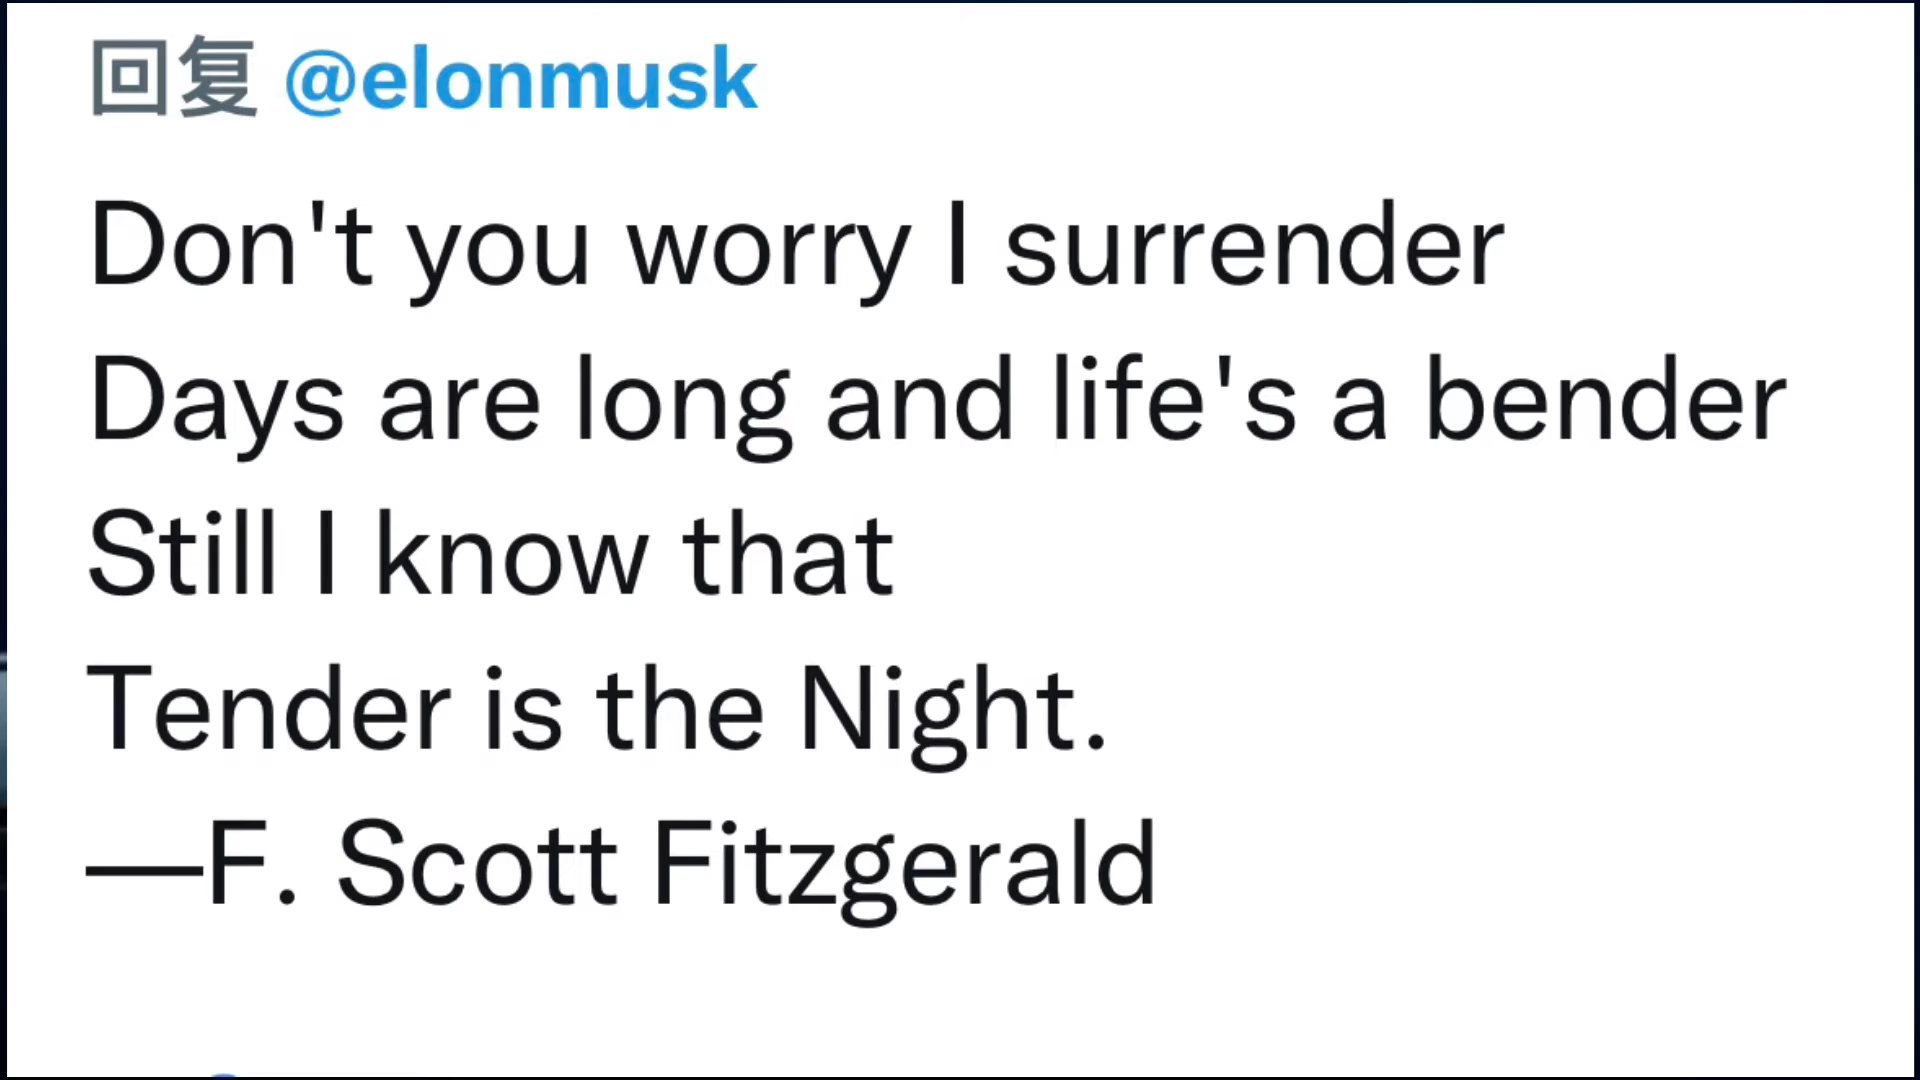 回复 @elonmusk
Don't you worry I surrender
Days are long and life's a bender
Still I know that
Tender is the Night.
—F. Scott Fitzgerald